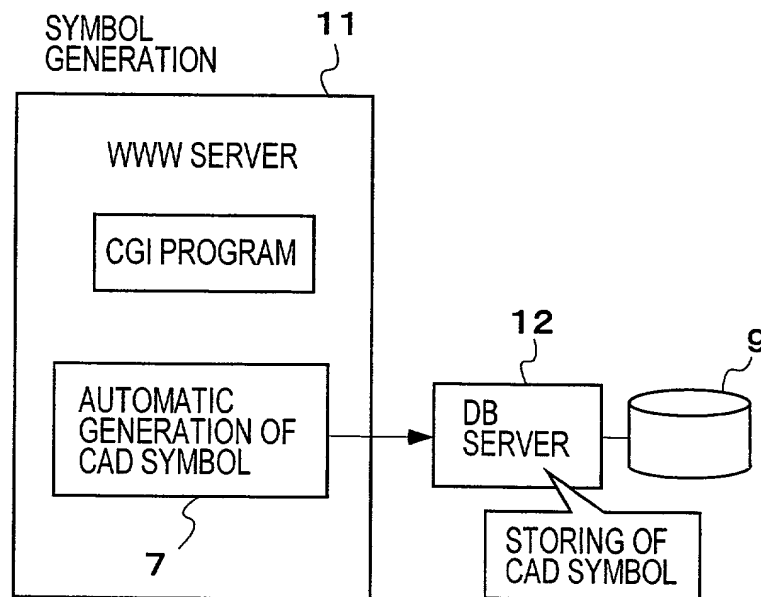 SYMBOL
GENERATION
11
WWW SERVER
CGI PROGRAM
AUTOMATIC
GENERATION OF
CAD SYMBOL
7
12
DB
SERVER
9
STORING OF
CAD SYMBOL